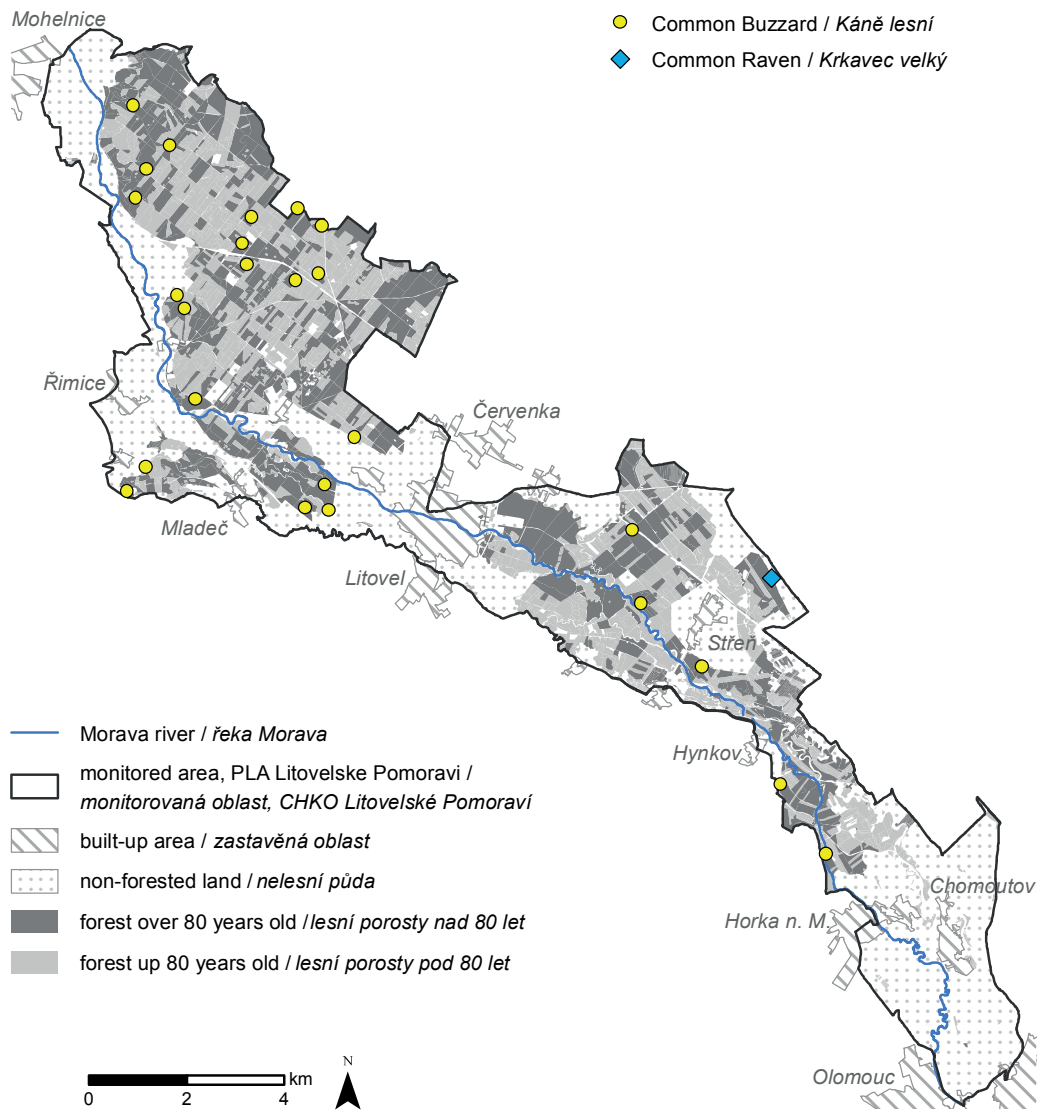 Mohelnice
Common Buzzard / Káně lesní
Common Raven / Krkavec velký
Řimice
Červenka
Mladeč
Litovel
Střeň
Hynkov
Morava river / řeka Morava
monitored area, PLA Litovelske Pomoravi /
monitorovaná oblast, CHKO Litovelské Pomoraví
built-up area / zastavěná oblast
non-forested land / nelesní půda
forest over 80 years old / lesní porosty nad 80 let
forest up 80 years old / lesní porosty pod 80 let
Chomoutov
Horka n. M.
Olomouc
N
km
0 2 4